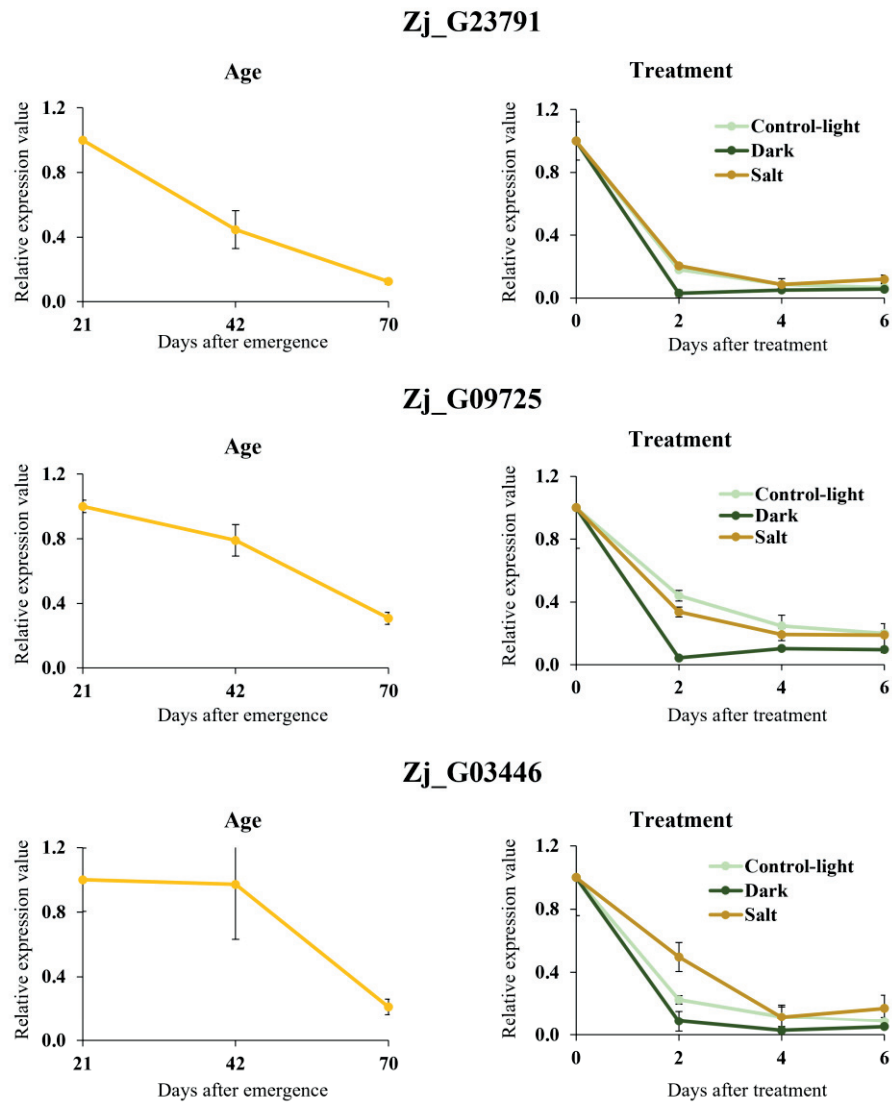 Zj_G23791
Age
Relative expression value
1.2
0.8
0.4
0.0
21 42 70
Days after emergence
Treatment
Relative expression value
1.2
0.8
0.4
0.0
Control-light
Dark
Salt
0 2 4 6
Days after treatment
Zj_G09725
Age
Relative expression value
1.2
0.8
0.4
0.0
21 42 70
Days after emergence
Treatment
Relative expression value
1.2
0.8
0.4
0.0
Control-light
Dark
Salt
0 2 4 6
Days after treatment
Zj_G03446
Age
Relative expression value
1.2
0.8
0.4
0.0
21 42 70
Days after emergence
Treatment
Relative expression value
1.2
0.8
0.4
0.0
Control-light
Dark
Salt
0 2 4 6
Days after treatment